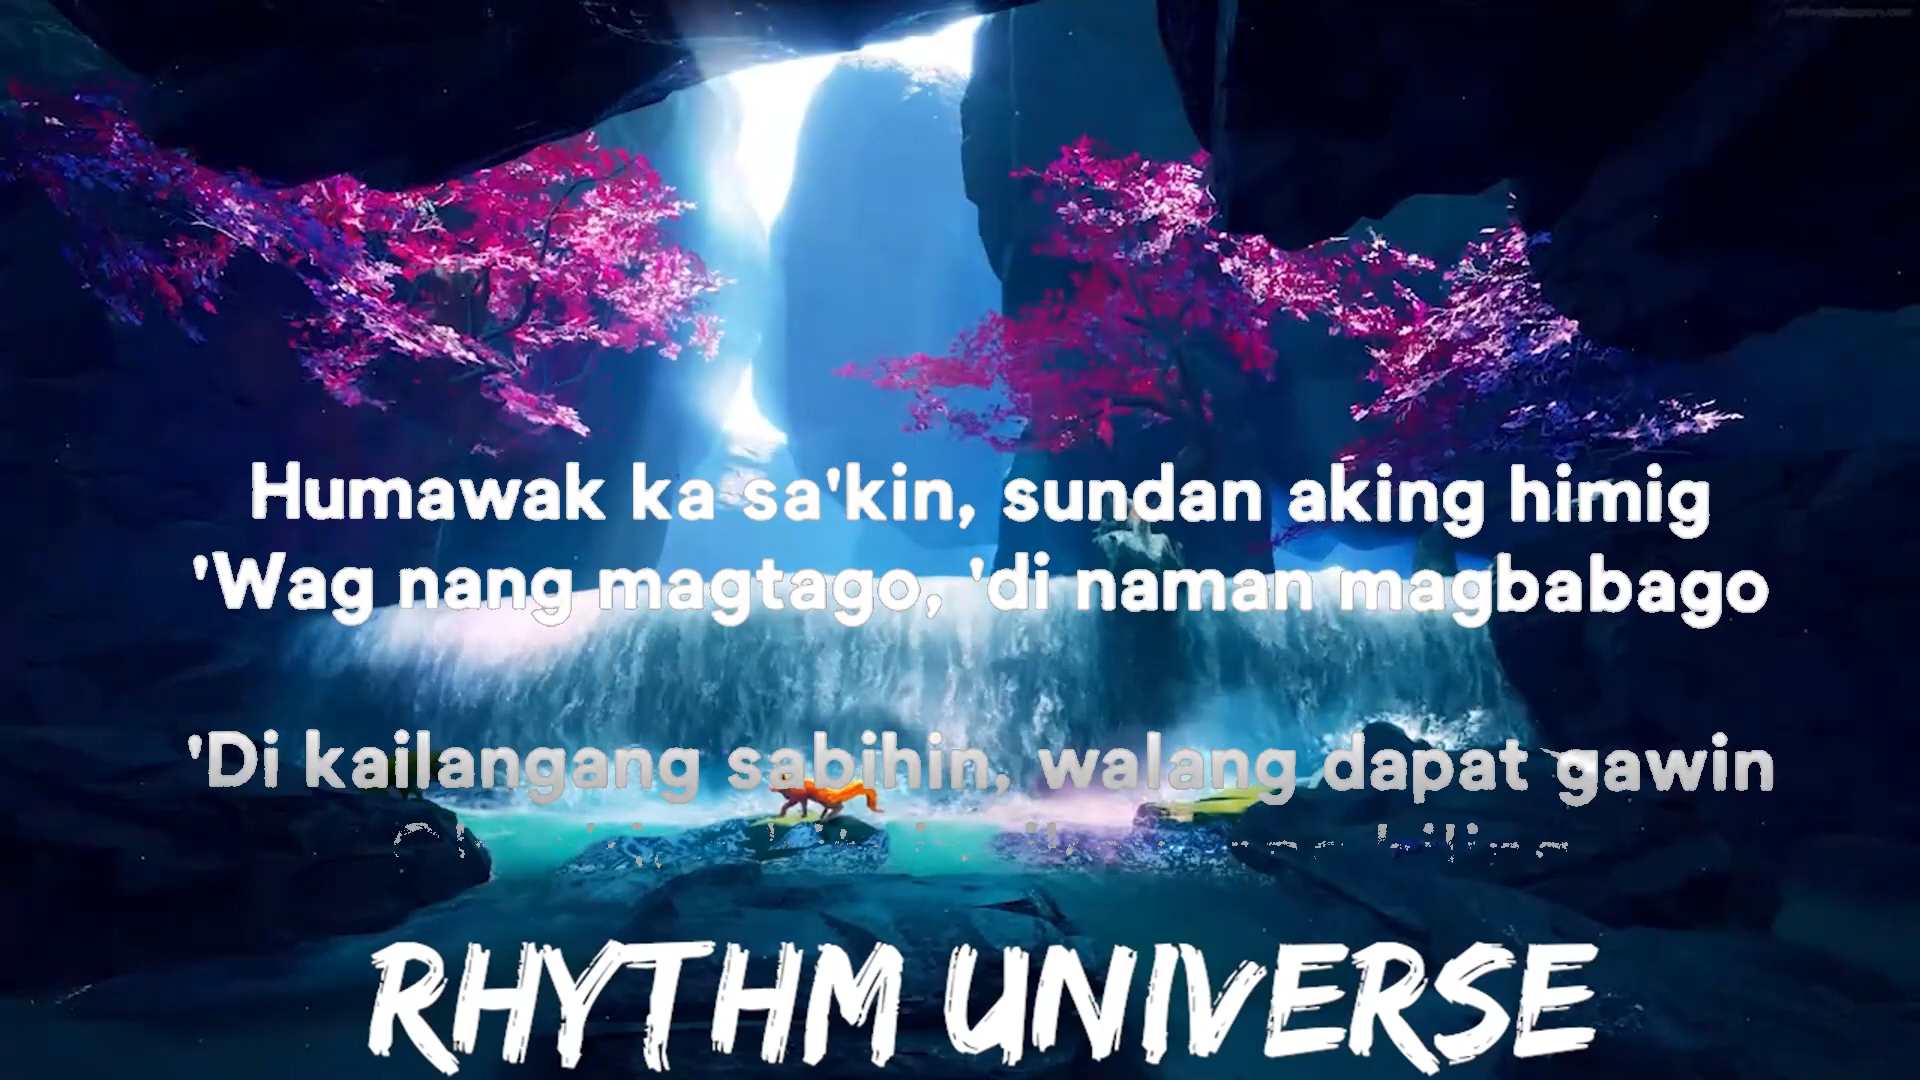 Humawak ka sa'kin, sundan aking himig
'Wag nang magtago, 'di naman magbabago
'Di kailangang sabihin, walang dapat gawin
RHYTHM UNIVERSE